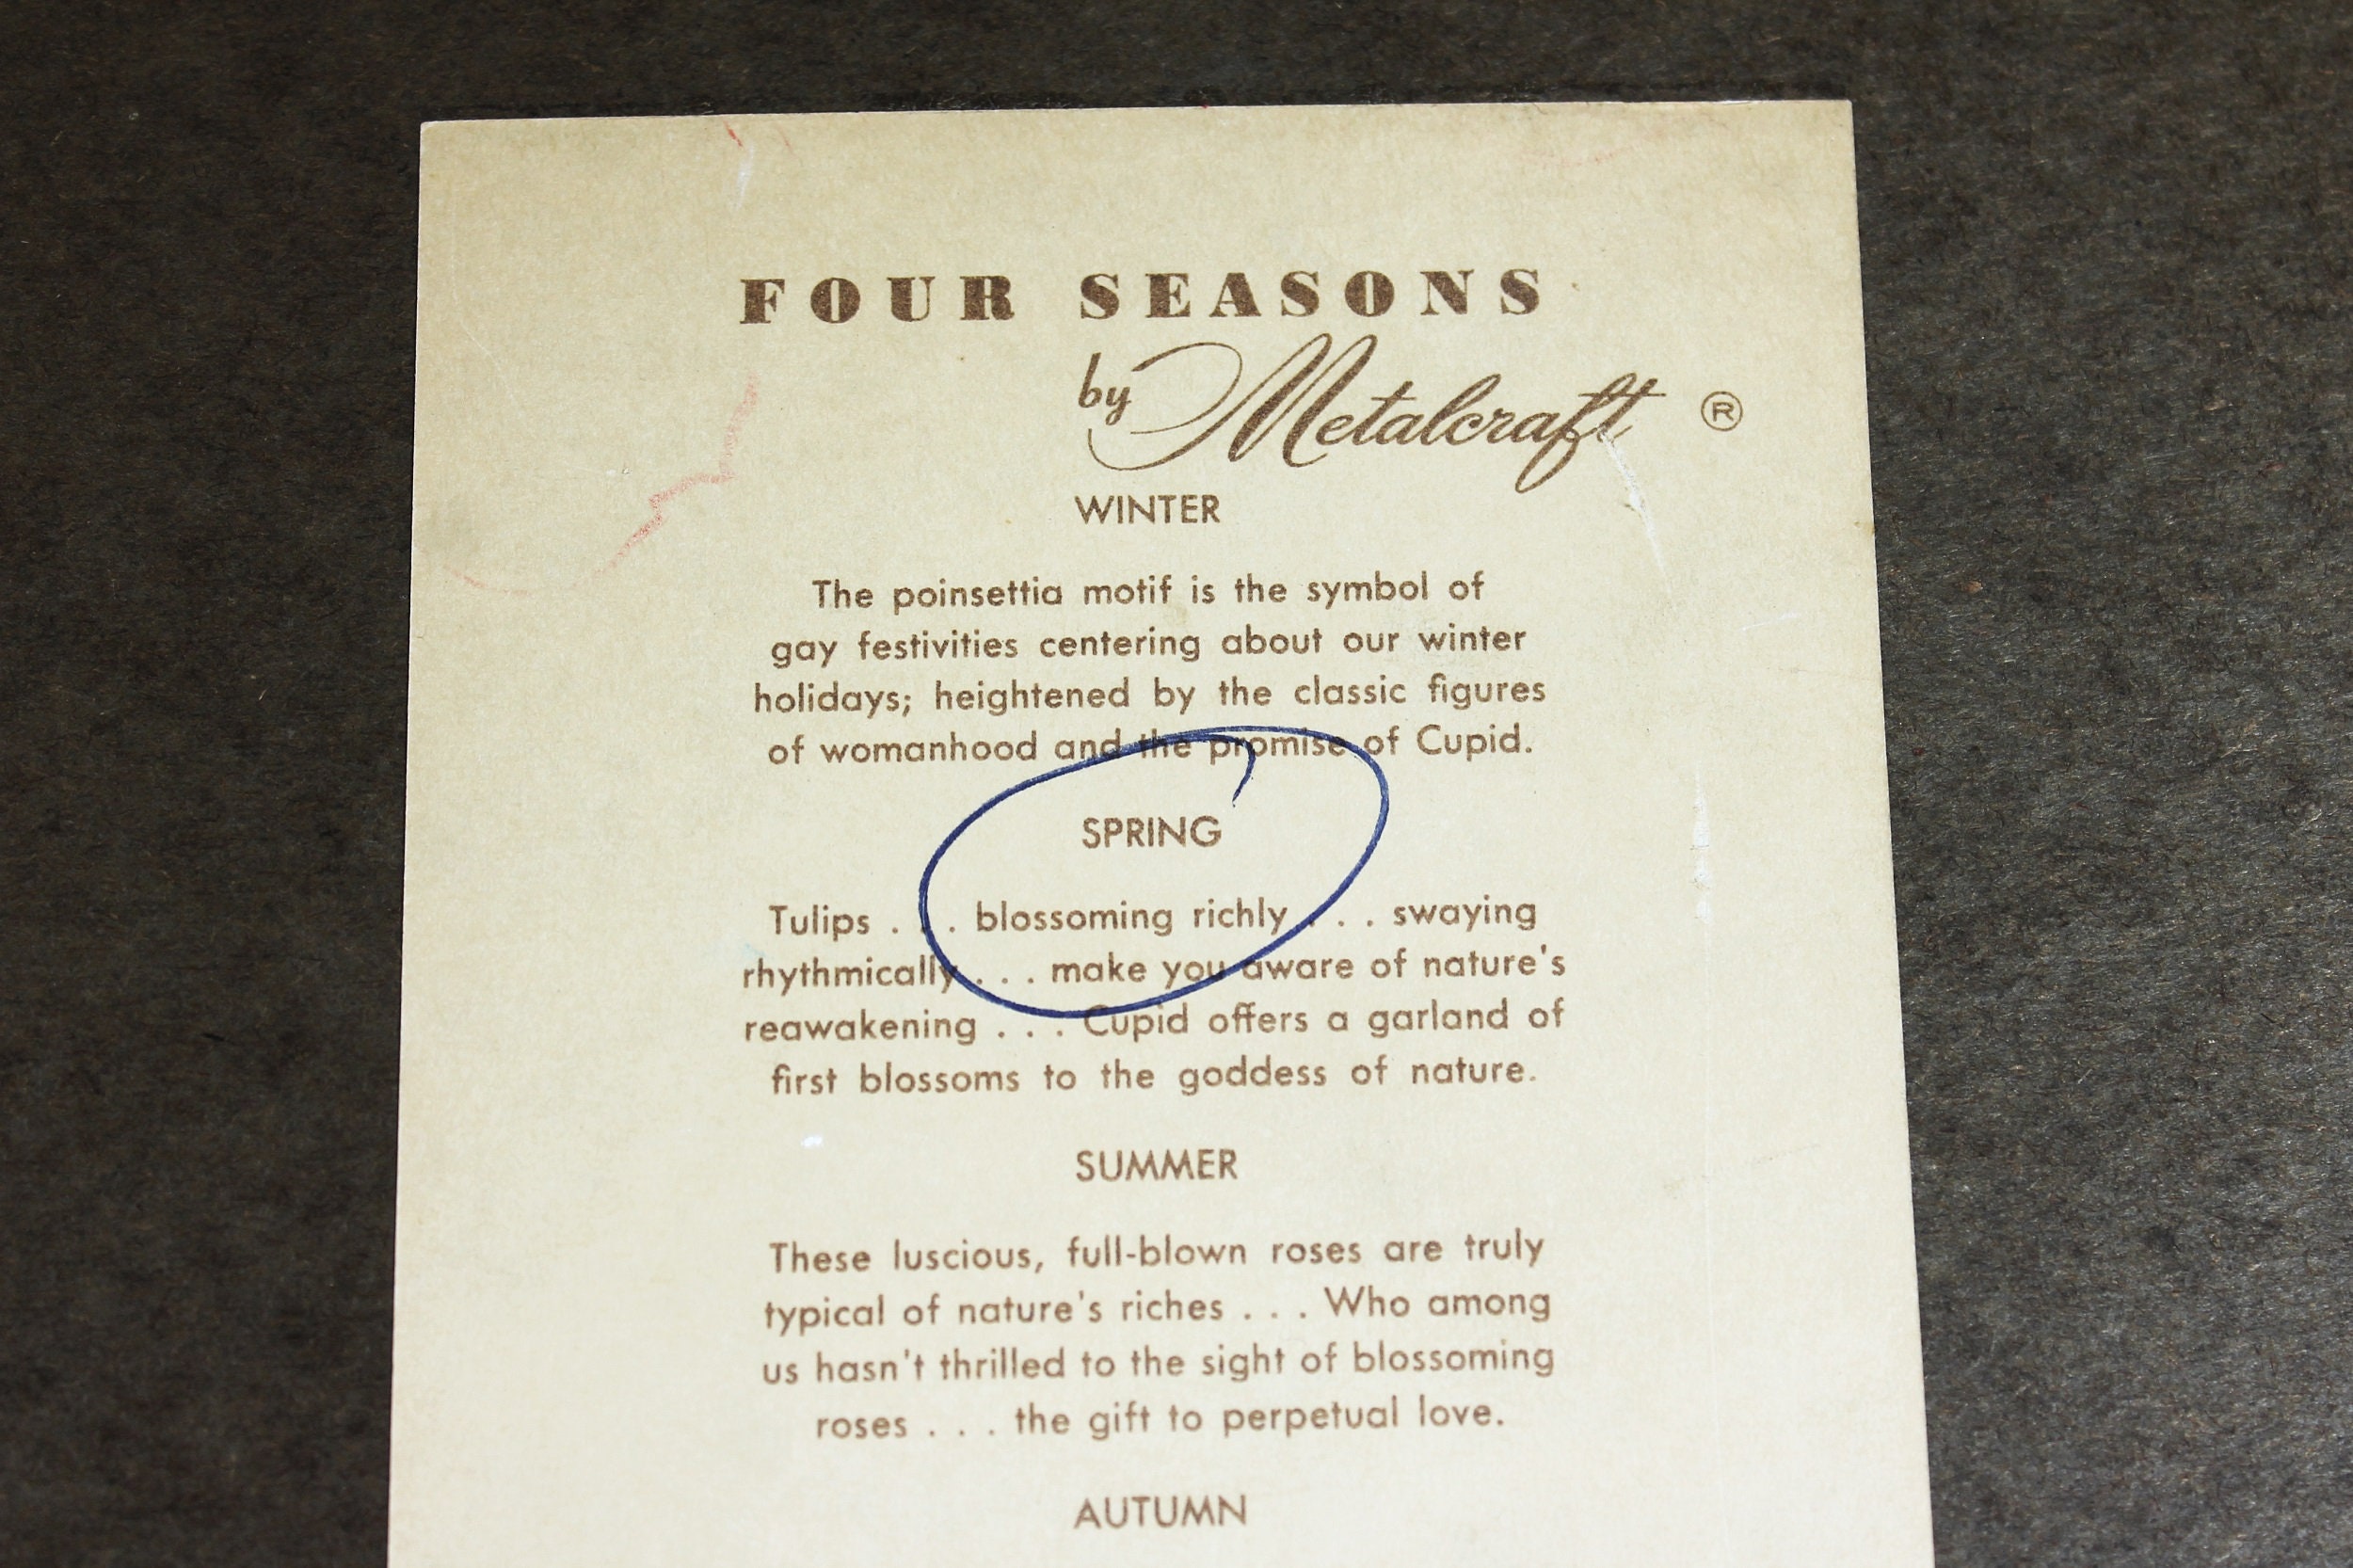 FOUR SEASONS
by Metalcraft ®
WINTER
The poinsettia motif is the symbol of
gay festivities centering about our winter
holidays; heightened by the classic figures
of womanhood and the promise of Cupid.
SPRING
Tulips . . . blossoming richly . . . swaying
rhythmically . . . make you aware of nature's
reawakening . . . Cupid offers a garland of
first blossoms to the goddess of nature.
SUMMER
These luscious, full-blown roses are truly
typical of nature's riches . . . Who among
us hasn't thrilled to the sight of blossoming
roses . . . the gift to perpetual love.
AUTUMN